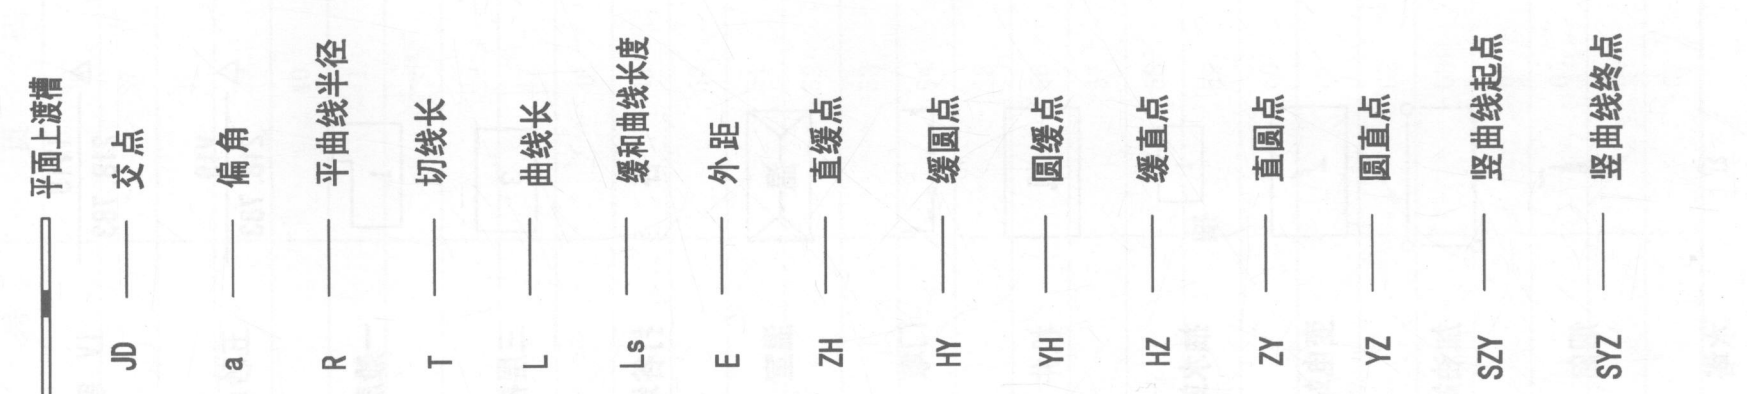 平面上渡槽
JD —— 交点
a —— 偏角
R —— 平曲线半径
T —— 切线长
L —— 曲线长
Ls —— 缓和曲线长度
E —— 外距
ZH —— 直缓点
HY —— 缓圆点
YH —— 圆缓点
HZ —— 缓直点
ZY —— 直圆点
YZ —— 圆直点
SZY —— 竖曲线起点
SYZ —— 竖曲线终点